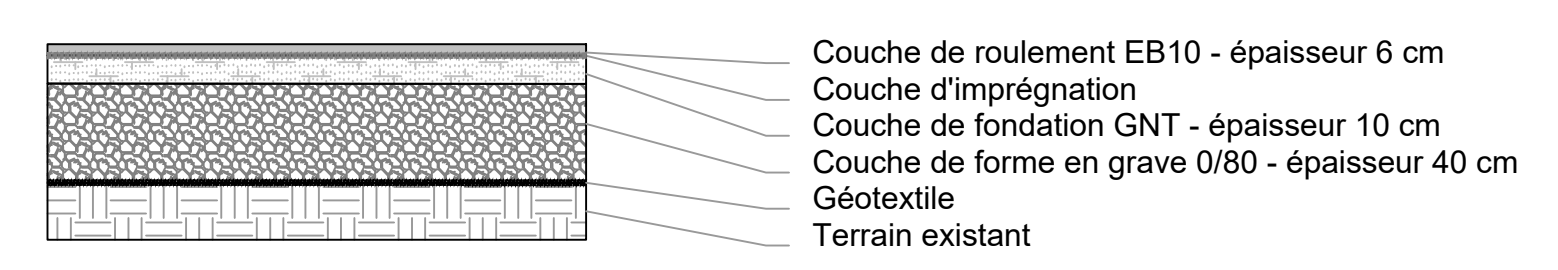 Couche de roulement EB10 - épaisseur 6 cm
Couche d'imprégnation
Couche de fondation GNT - épaisseur 10 cm
Couche de forme en grave 0/80 - épaisseur 40 cm
Géotextile
Terrain existant